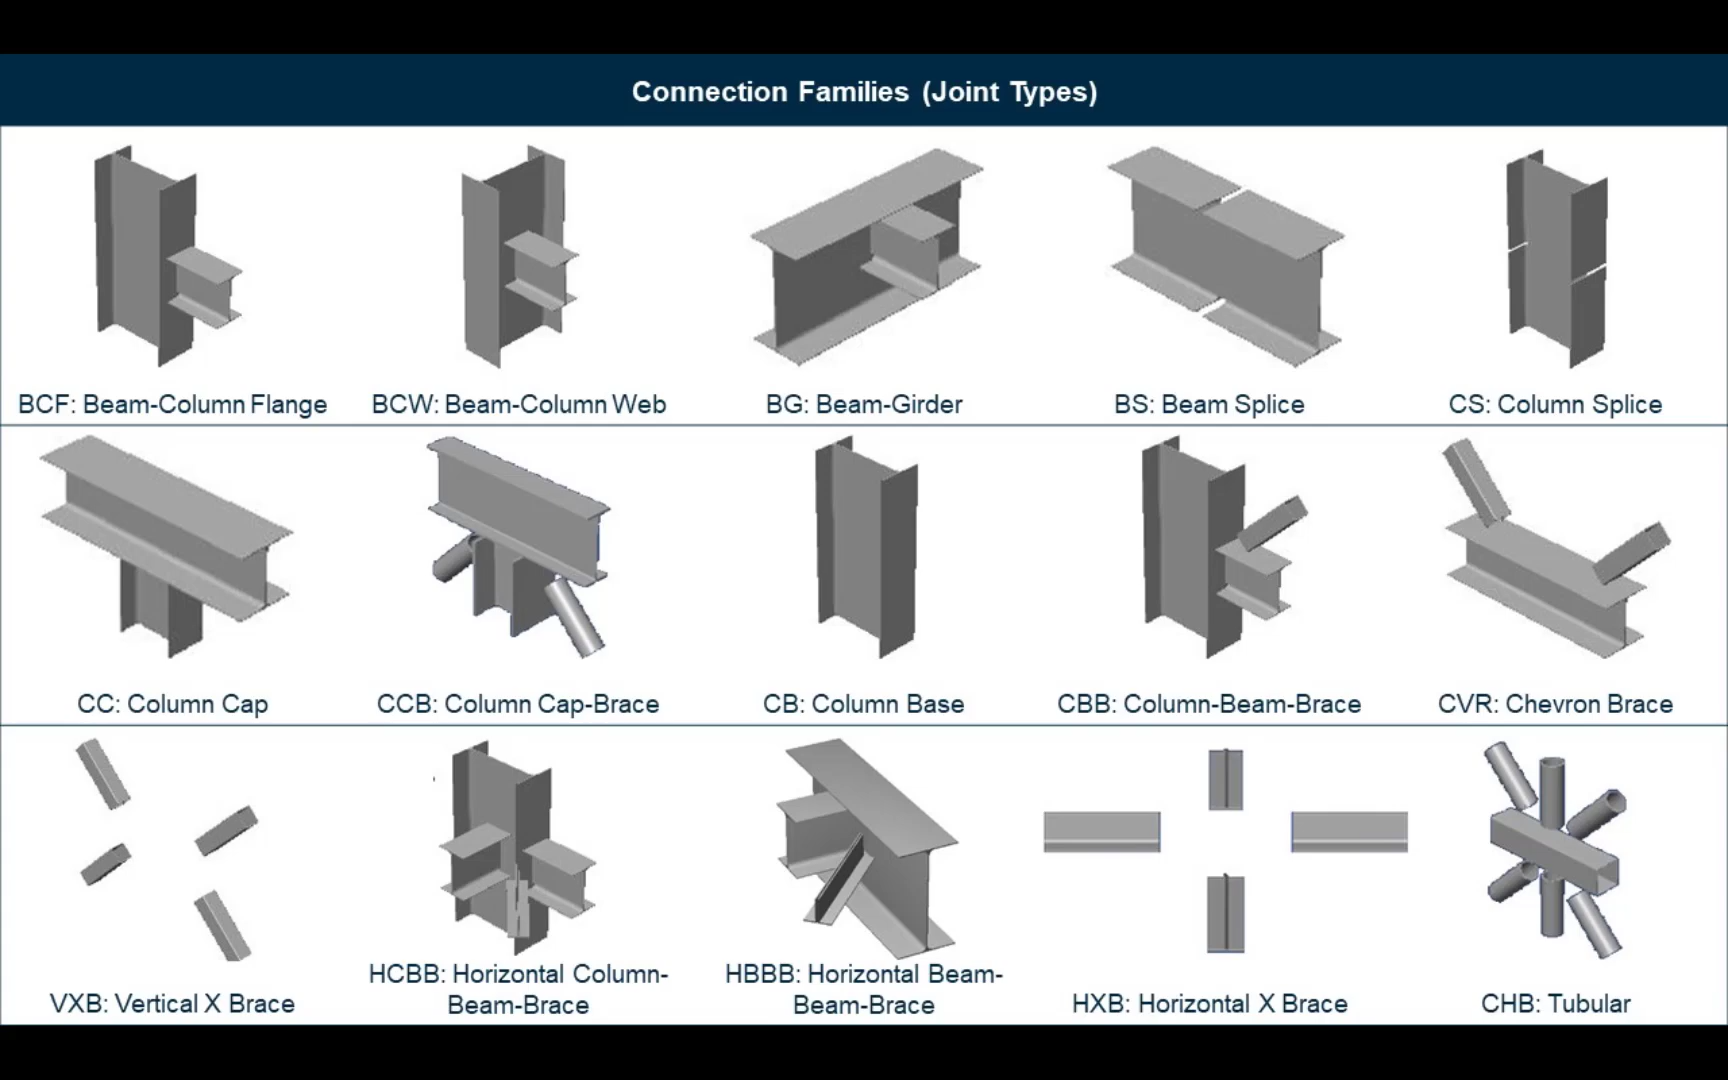 Connection Families (Joint Types)
BCF: Beam-Column Flange
BCW: Beam-Column Web
BG: Beam-Girder
BS: Beam Splice
CS: Column Splice
CC: Column Cap
CCB: Column Cap-Brace
CB: Column Base
CBB: Column-Beam-Brace
CVR: Chevron Brace
VXB: Vertical X Brace
HCBB: Horizontal Column-
Beam-Brace
HBBB: Horizontal Beam-
Beam-Brace
HXB: Horizontal X Brace
CHB: Tubular